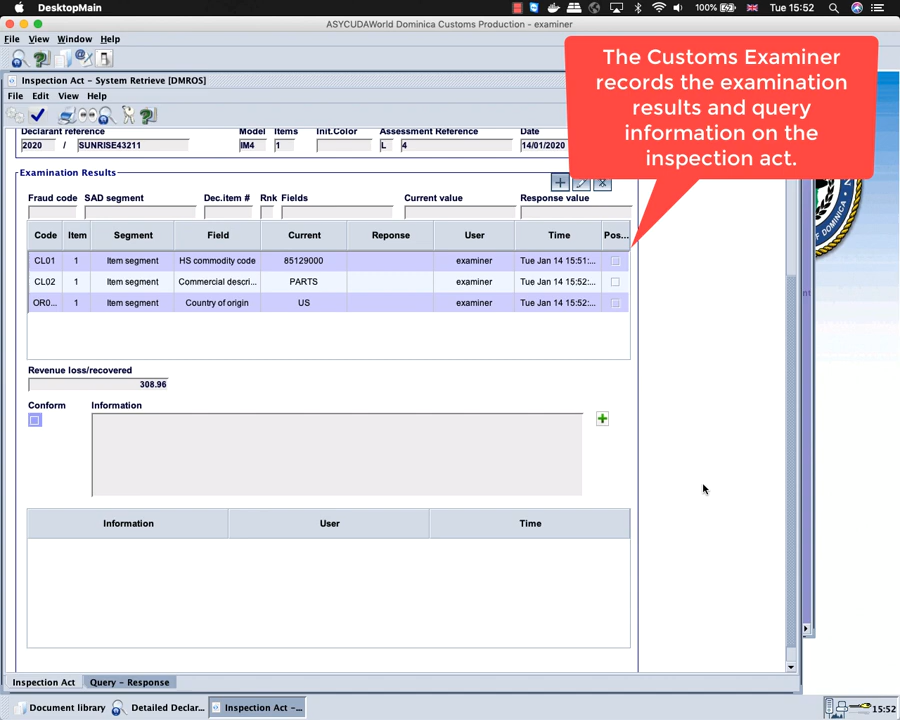 DesktopMain
100%
Tue 15:52
ASYCUDAWorld Dominica Customs Production - examiner
File View Window Help
The Customs Examiner
records the examination
results and query
information on the
inspection act.
Inspection Act – System Retrieve [DMROS]
File Edit View Help
Declarant reference Model Items Init.Color Assessment Reference Date
2020 / SUNRISE43211 IM4 1 L 4 14/01/2020
Examination Results
Fraud code SAD segment Dec.item # Rnk Fields Current value Response value
Code Item Segment Field Current Reponse User Time Pos...
CL01 1 Item segment HS commodity code 85129000 examiner Tue Jan 14 15:51:...
CL02 1 Item segment Commercial descri... PARTS examiner Tue Jan 14 15:52:...
OR0... 1 Item segment Country of origin US examiner Tue Jan 14 15:52:...
Revenue loss/recovered
308.96
Conform Information
Information User Time
Inspection Act Query – Response
Document library Detailed Declar... Inspection Act –...
15:52